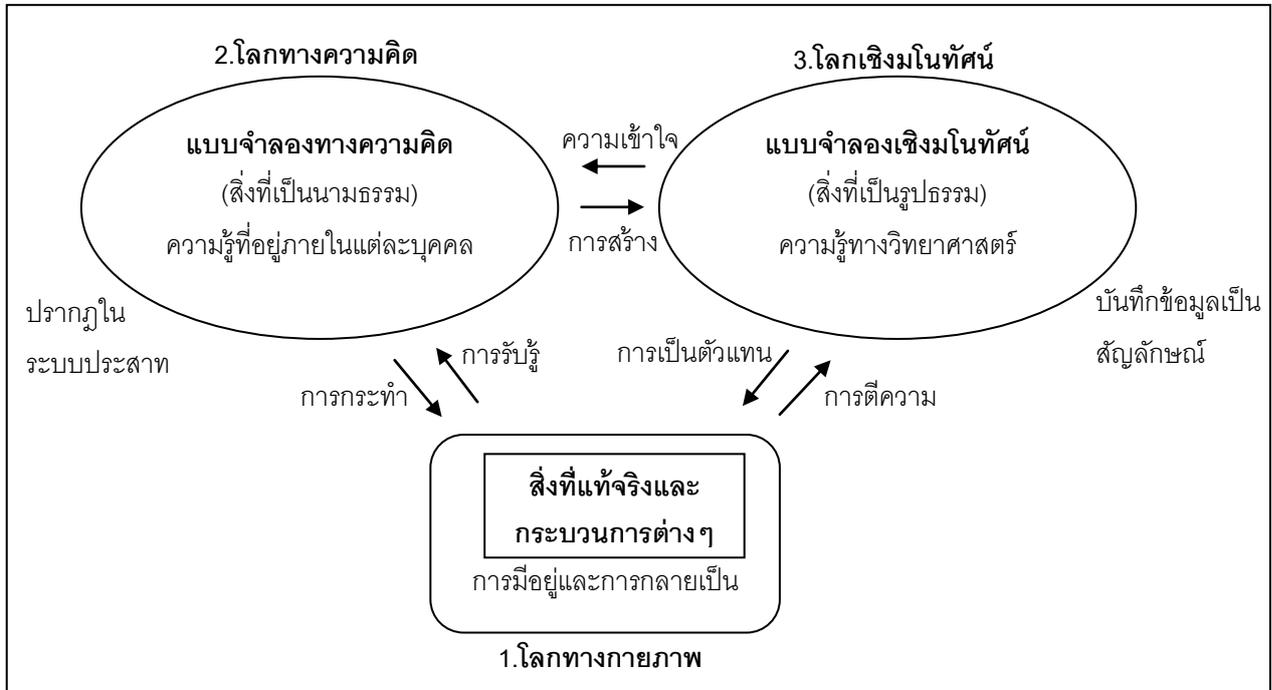 2.โลกทางความคิด
3.โลกเชิงมโนทัศน์
แบบจำลองทางความคิด
(สิ่งที่เป็นนามธรรม)
ความรู้ที่อยู่ภายในแต่ละบุคคล
ความเข้าใจ
การสร้าง
แบบจำลองเชิงมโนทัศน์
(สิ่งที่เป็นรูปธรรม)
ความรู้ทางวิทยาศาสตร์
ปรากฏใน
ระบบประสาท
บันทึกข้อมูลเป็น
สัญลักษณ์
การกระทำ
การรับรู้
การเป็นตัวแทน
การตีความ
สิ่งที่แท้จริงและ
กระบวนการต่างๆ
การมีอยู่และการกลายเป็น
1.โลกทางกายภาพ